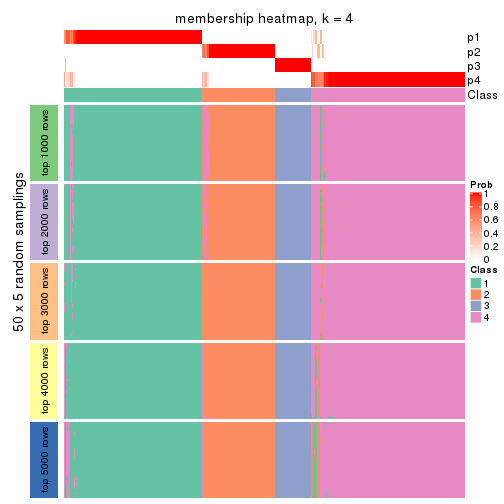 membership heatmap, k = 4
p1
p2
p3
p4
Class
50 x 5 random samplings
top 1000 rows
top 2000 rows
top 3000 rows
top 4000 rows
top 5000 rows
Prob
1
0.8
0.6
0.4
0.2
0
Class
1
2
3
4